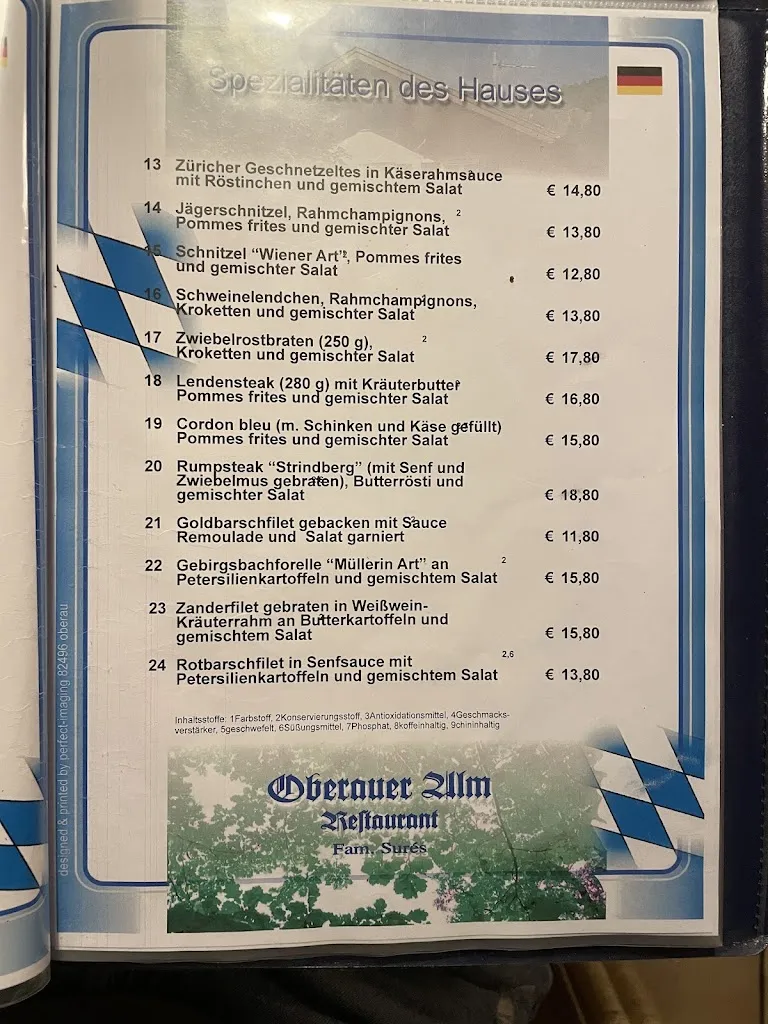 Spezialitäten des Hauses
13 Züricher Geschnetzeltes in Käserahmsauce
mit Röstinchen und gemischtem Salat € 14,80
14 Jägerschnitzel, Rahmchampignons, 2
Pommes frites und gemischter Salat € 13,80
15 Schnitzel “Wiener Art”, 2 Pommes frites
und gemischter Salat € 12,80
16 Schweinelendchen, Rahmchampignons,
Kroketten und gemischter Salat € 13,80
17 Zwiebelrostbraten (250 g), 2
Kroketten und gemischter Salat € 17,80
18 Lendensteak (280 g) mit Kräuterbutter
Pommes frites und gemischter Salat € 16,80
19 Cordon bleu (m. Schinken und Käse gefüllt)
Pommes frites und gemischter Salat € 15,80
20 Rumpsteak “Strindberg” (mit Senf und
Zwiebelmus gebraten), Butterrösti und
gemischter Salat € 18,80
21 Goldbarschfilet gebacken mit Sauce
Remoulade und Salat garniert € 11,80
22 Gebirgsbachforelle “Müllerin Art” an 2
Petersilienkartoffeln und gemischtem Salat € 15,80
23 Zanderfilet gebraten in Weißwein-
Kräuterrahm an Butterkartoffeln und
gemischtem Salat € 15,80
24 Rotbarschfilet in Senfsauce mit 2,6
Petersilienkartoffeln und gemischtem Salat € 13,80
Inhaltsstoffe: 1Farbstoff, 2Konservierungsstoff, 3Antioxidationsmittel, 4Geschmacks-
verstärker, 5geschwefelt, 6Süßungsmittel, 7Phosphat, 8koffeinhaltig, 9chininhaltig
Oberauer Alm
Restaurant
Fam. Surés
designed & printed by perfect-imaging 82496 oberau